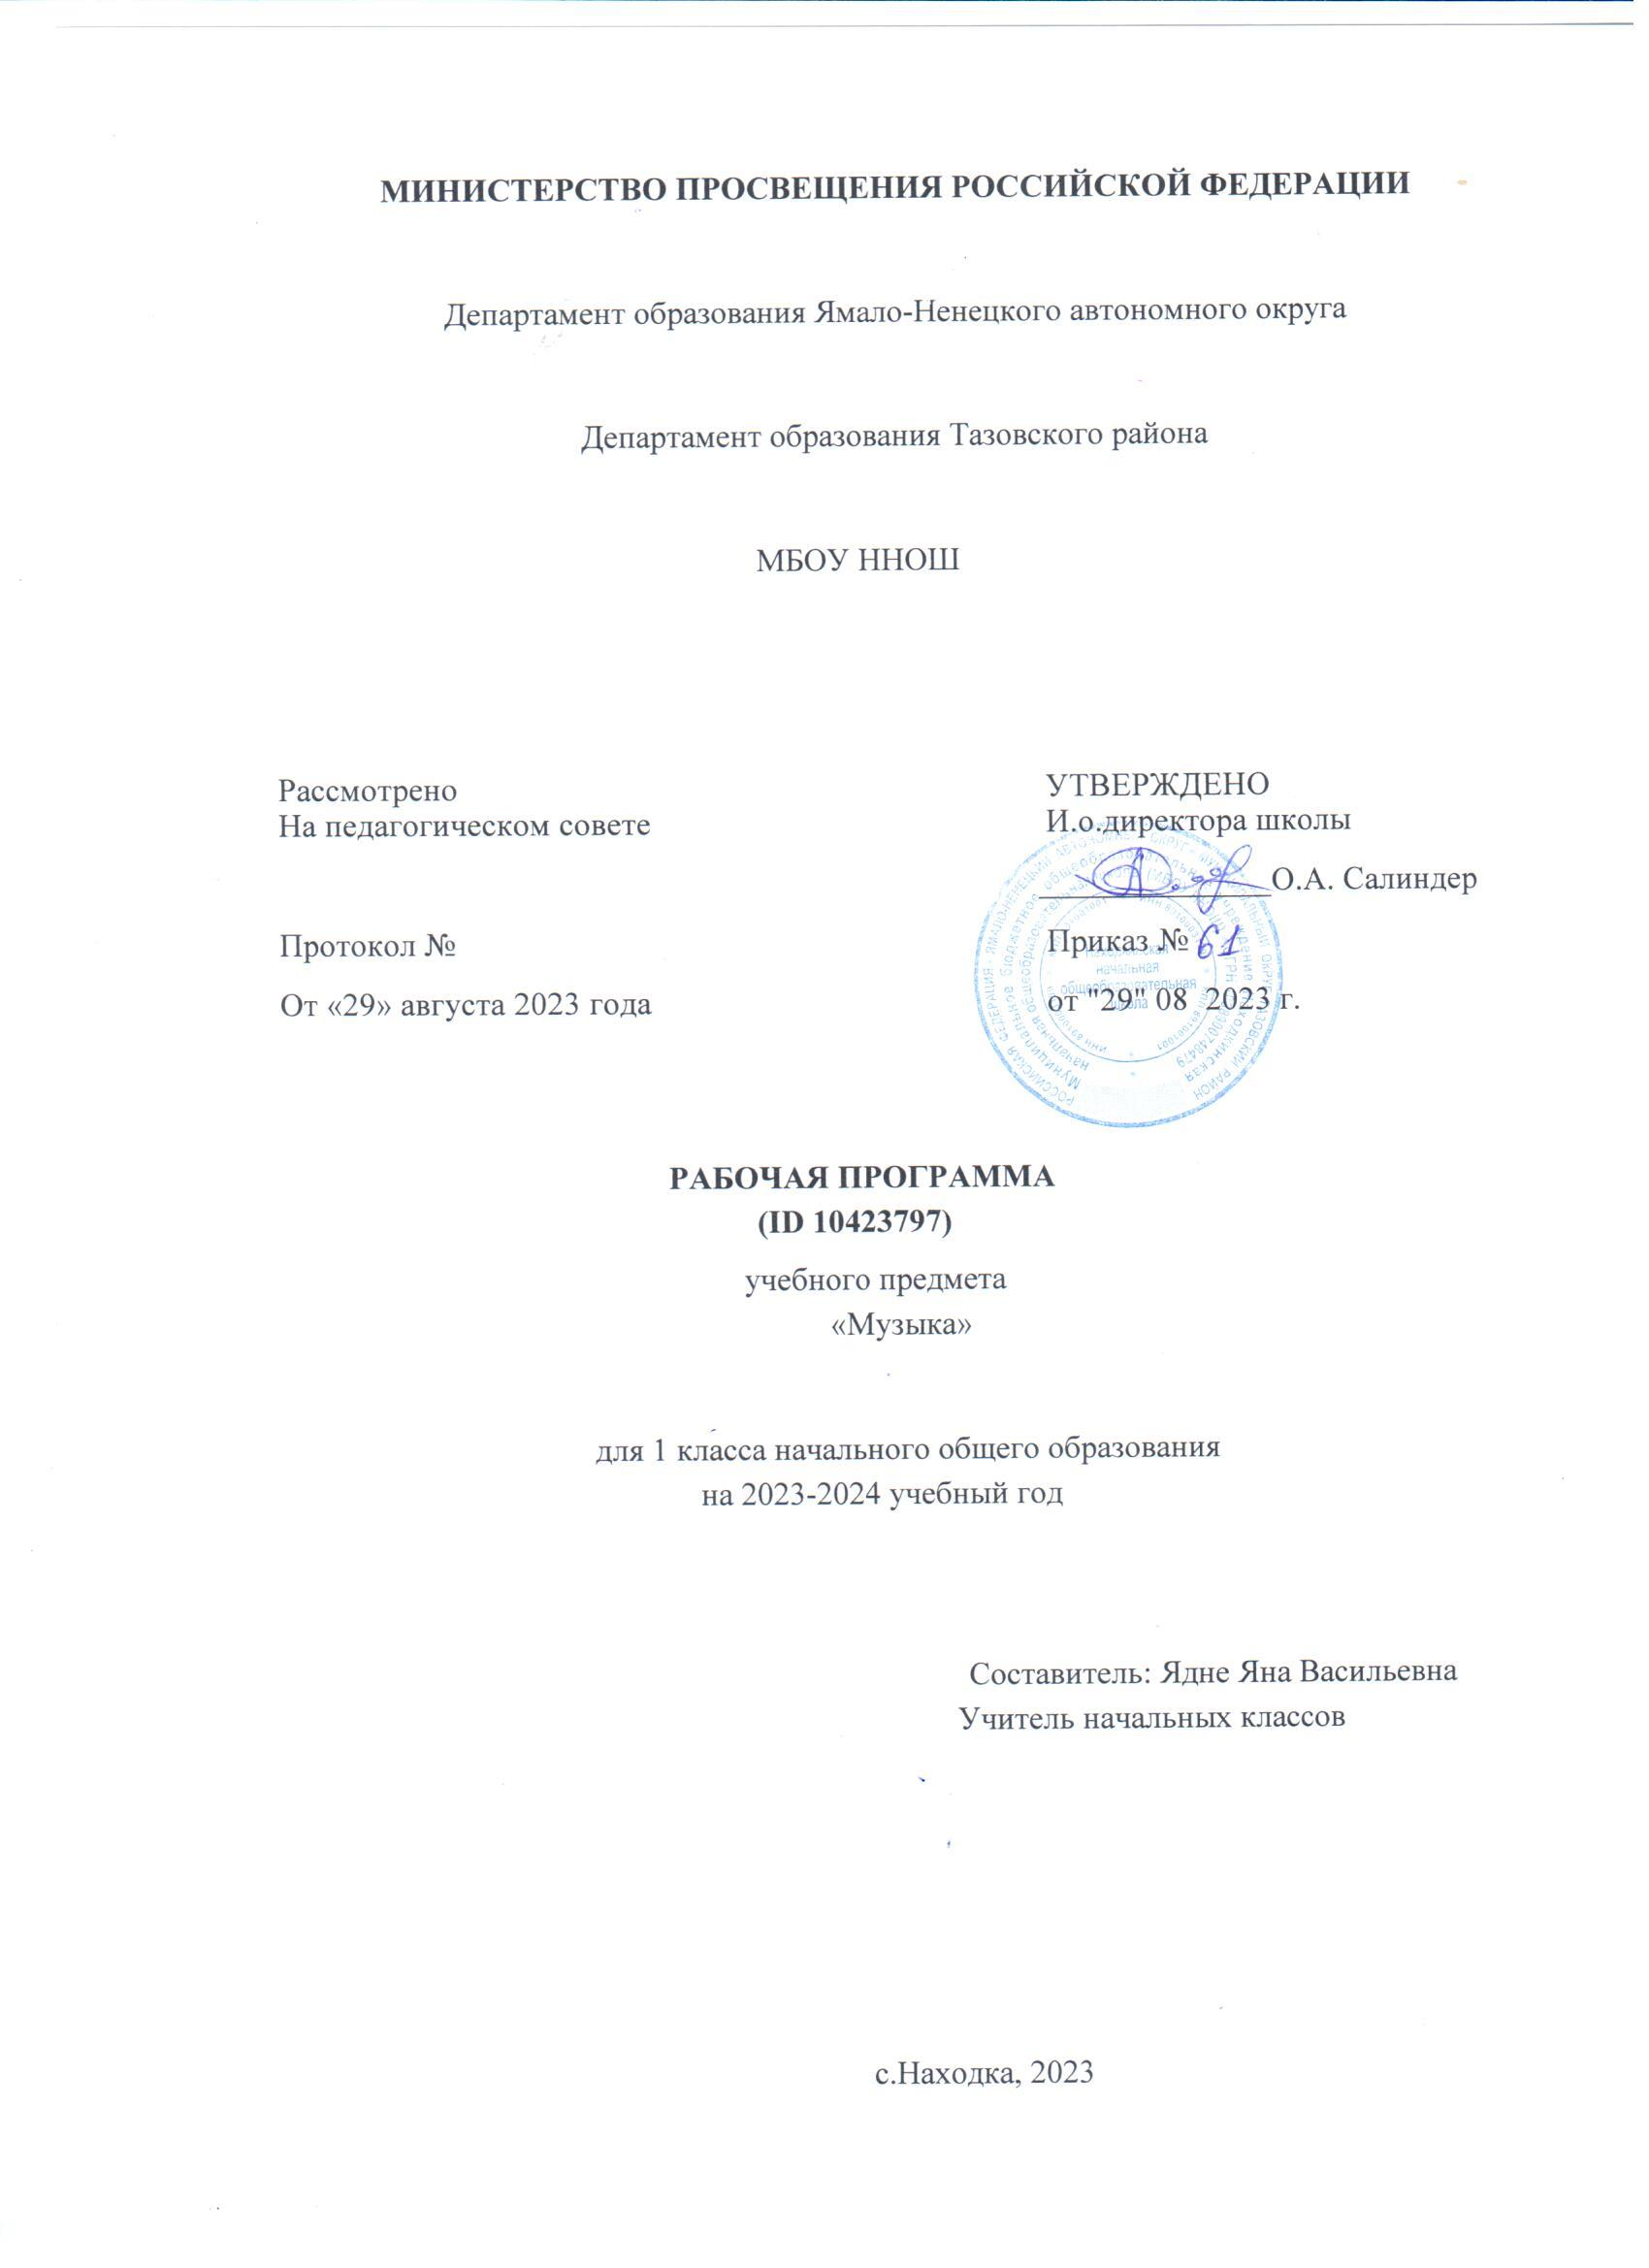 МИНИСТЕРСТВО ПРОСВЕЩЕНИЯ РОССИЙСКОЙ ФЕДЕРАЦИИ
Департамент образования Ямало-Ненецкого автономного округа
Департамент образования Тазовского района
МБОУ ННОШ
Рассмотрено
На педагогическом совете
Протокол №
От «29» августа 2023 года
УТВЕРЖДЕНО
И.о.директора школы
О.А. Салиндер
Приказ № 61
от "29" 08 2023 г.
начальная
общеобразовательная
школа
РАБОЧАЯ ПРОГРАММА
(ID 10423797)
учебного предмета
«Музыка»
для 1 класса начального общего образования
на 2023-2024 учебный год
Составитель: Ядне Яна Васильевна
Учитель начальных классов
с.Находка, 2023